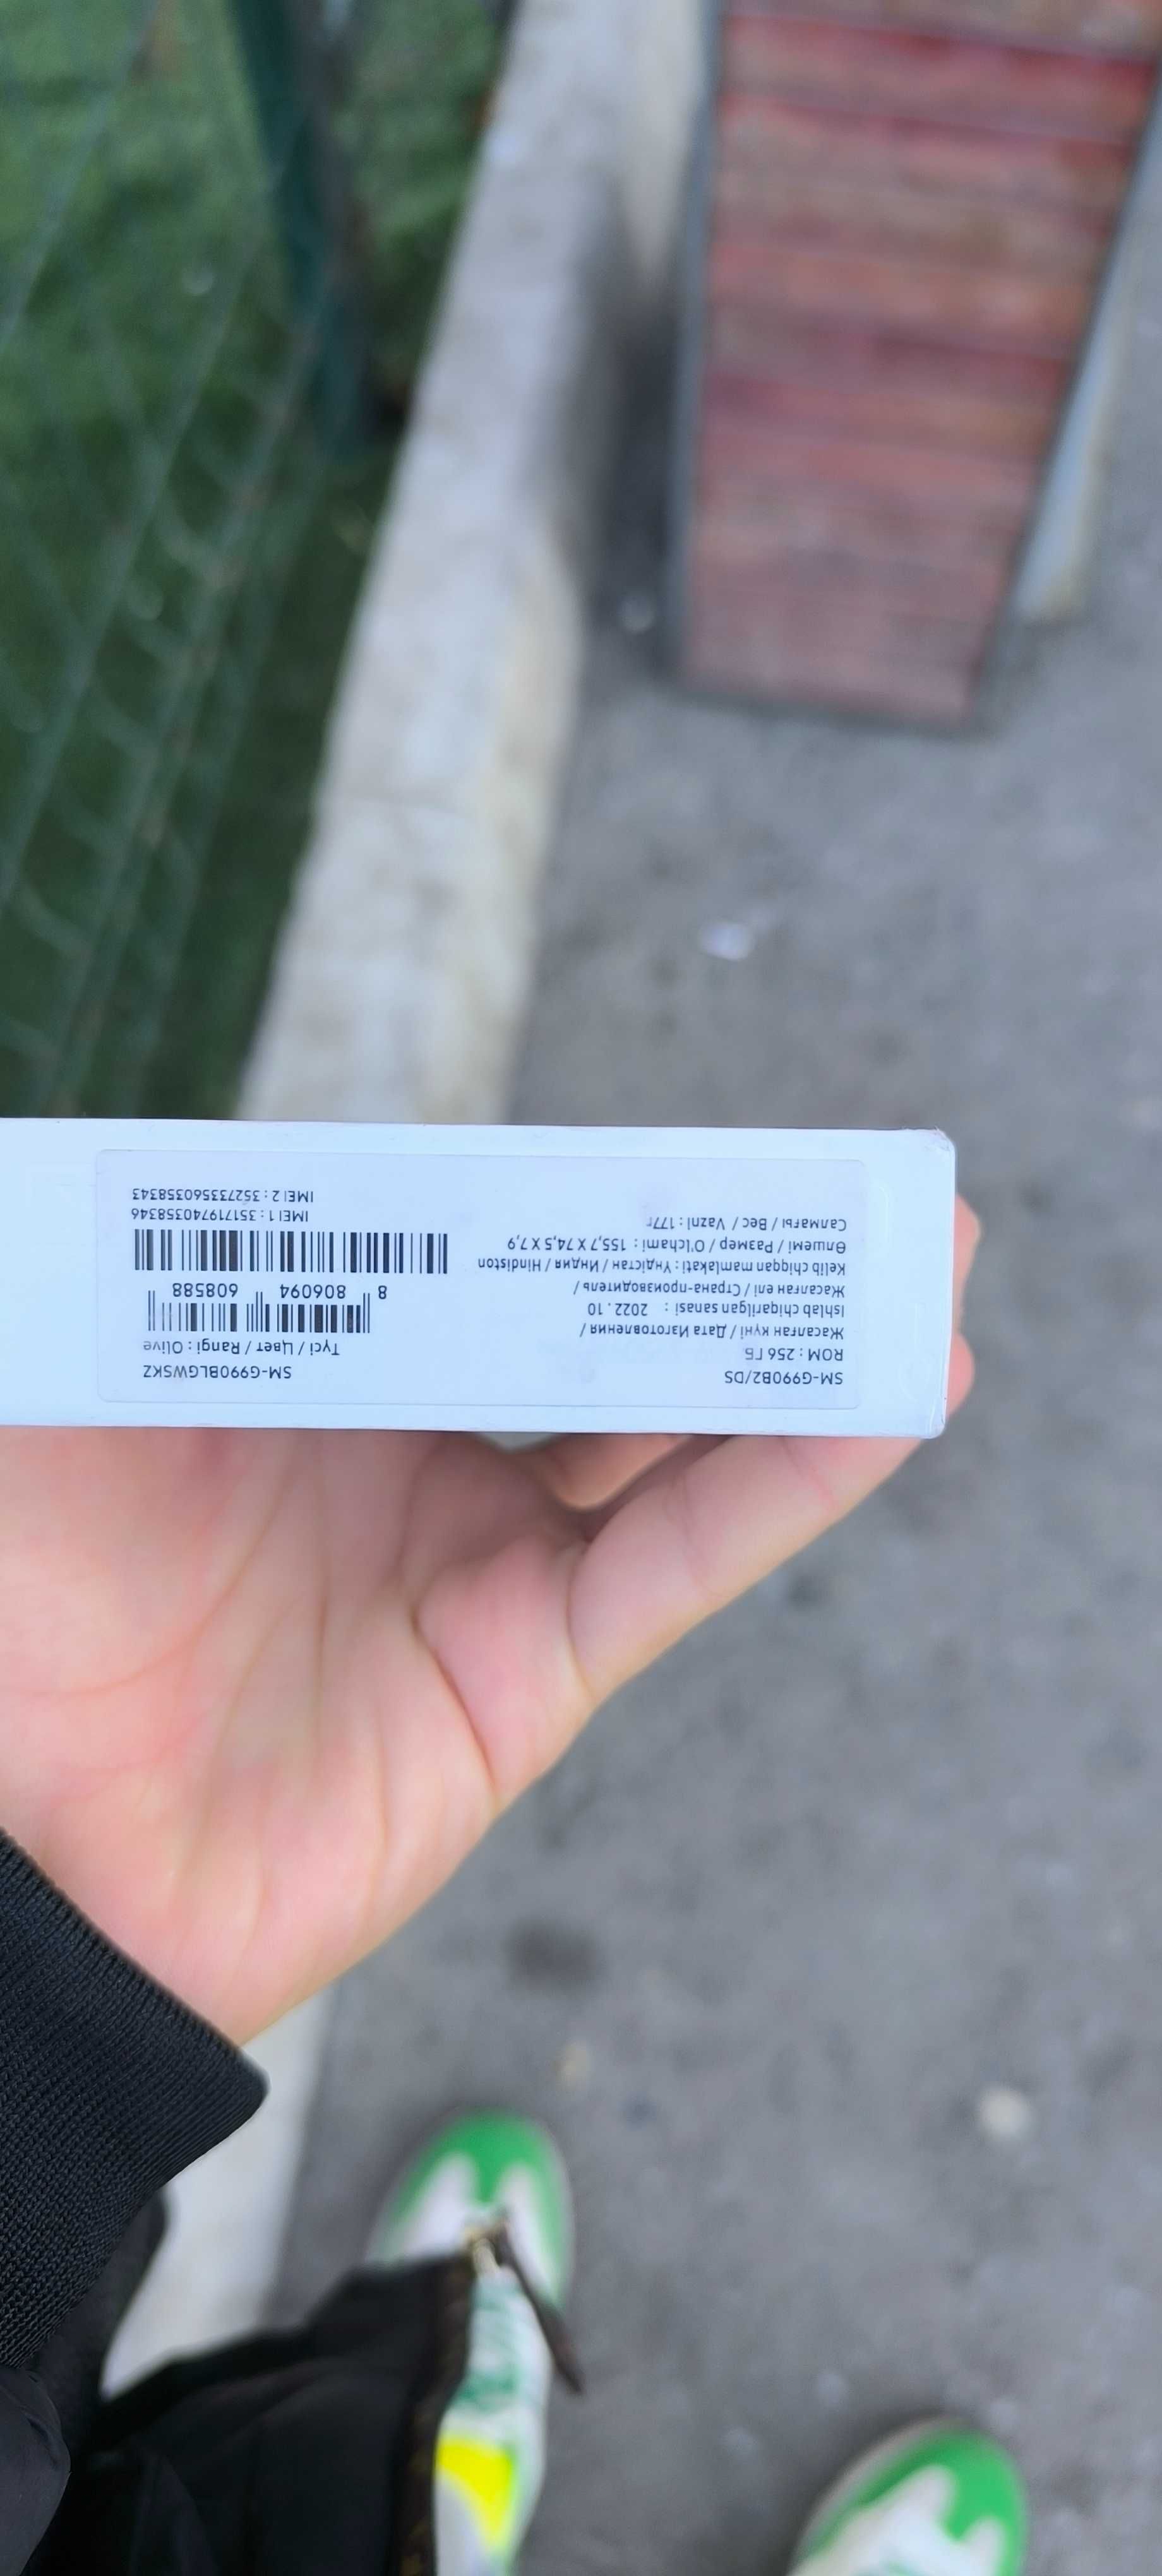 SM-G990B2/DS
ROM : 256 ГБ
Жасалған күні / Дата Изготовления /
Ishlab chiqarilgan sanasi : 2022.10
Жасалған елі / Страна-производитель /
Kelib chiqqan mamlakati : Үндістан / Индия / Hindiston
Өлшемі / Размер / O'lchami : 155,7 X 74,5 X 7,9
Салмағы / Вес / Vazni : 177г
SM-G990BLGWSKZ
Түсі / Цвет / Rangi : Olive
8 806094 608588
IMEI 1 : 351719740358346
IMEI 2 : 352733560358343